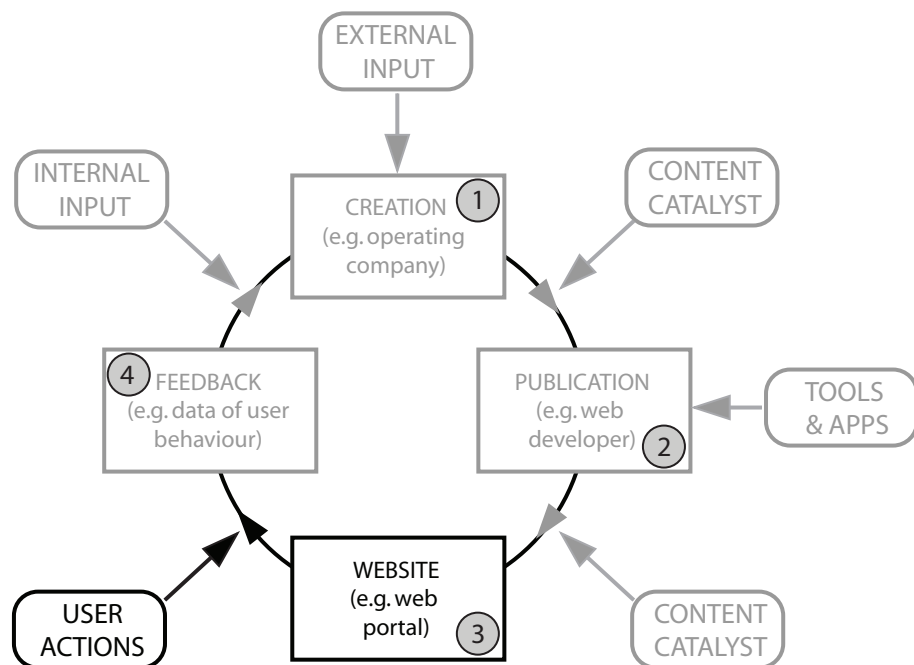 EXTERNAL
INPUT
INTERNAL
INPUT
CONTENT
CATALYST
CREATION
(e.g. operating
company)
1
4
FEEDBACK
(e.g. data of user
behaviour)
PUBLICATION
(e.g. web
developer)
2
TOOLS
& APPS
WEBSITE
(e.g. web
portal)
3
USER
ACTIONS
CONTENT
CATALYST